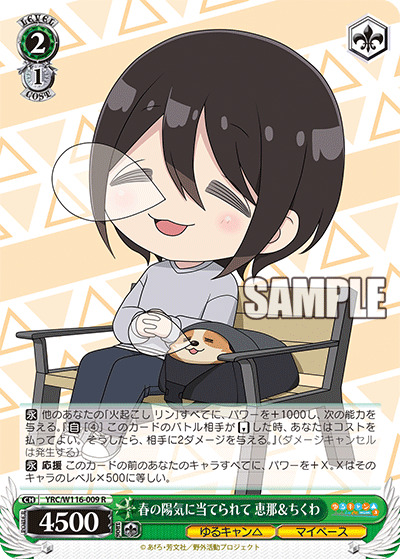 LEVEL
2
1
COST
SAMPLE
永 他のあなたの「火起こし リン」すべてに、パワーを+1000し、次の能力を
与える。『自[④] このカードのバトル相手が した時、あなたはコストを
払ってよい。そうしたら、相手に2ダメージを与える。』(ダメージキャンセル
は発生する)
永 応援 このカードの前のあなたのキャラすべてに、パワーを+X。Xはそ
のキャラのレベル×500に等しい。
CH YRC/W116-009 R
春の陽気に当てられて 恵那&ちくわ
4500
ゆるキャン△
マイペース
©あfろ・芳文社/野外活動プロジェクト